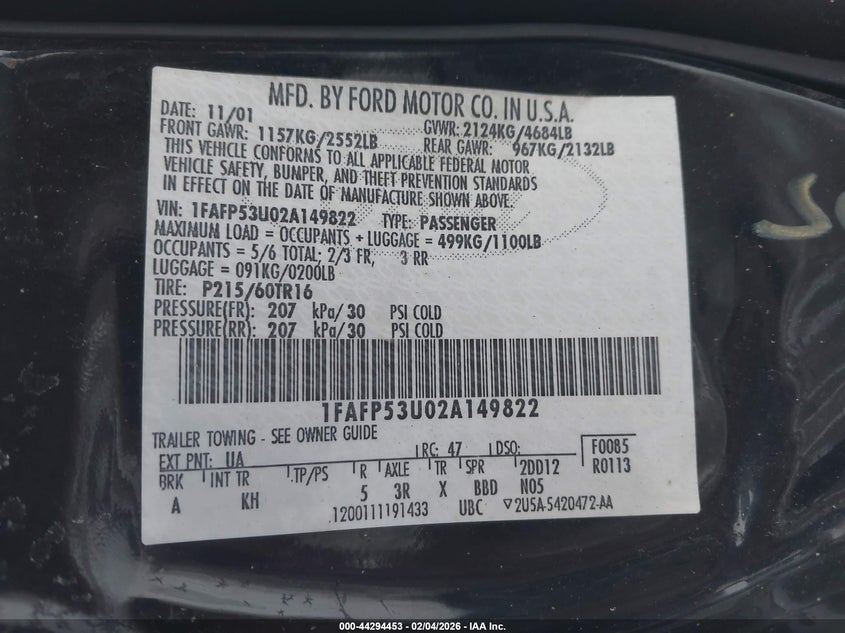 MFD. BY FORD MOTOR CO. IN U.S.A.
DATE: 11/01 GVWR: 2124KG/4684LB
FRONT GAWR: 1157KG/2552LB REAR GAWR: 967KG/2132LB
THIS VEHICLE CONFORMS TO ALL APPLICABLE FEDERAL MOTOR
VEHICLE SAFETY, BUMPER, AND THEFT PREVENTION STANDARDS
IN EFFECT ON THE DATE OF MANUFACTURE SHOWN ABOVE.
VIN: 1FAFP53U02A149822 TYPE: PASSENGER
MAXIMUM LOAD = OCCUPANTS + LUGGAGE = 499KG/1100LB
OCCUPANTS = 5/6 TOTAL; 2/3 FR, 3 RR
LUGGAGE = 091KG/0200LB
TIRE: P215/60TR16
PRESSURE(FR): 207 kPa/30 PSI COLD
PRESSURE(RR): 207 kPa/30 PSI COLD
1FAFP53U02A149822
TRAILER TOWING - SEE OWNER GUIDE
EXT PNT: UA RC: 47 DSO: F0085
BRK INT TR TP/PS R AXLE TR SPR 2DD12 R0113
A KH 5 3R X BBD N05
1200111191433 UBC ▽2U5A-5420472-AA
000-44294453 - 02/04/2026 - IAA Inc.